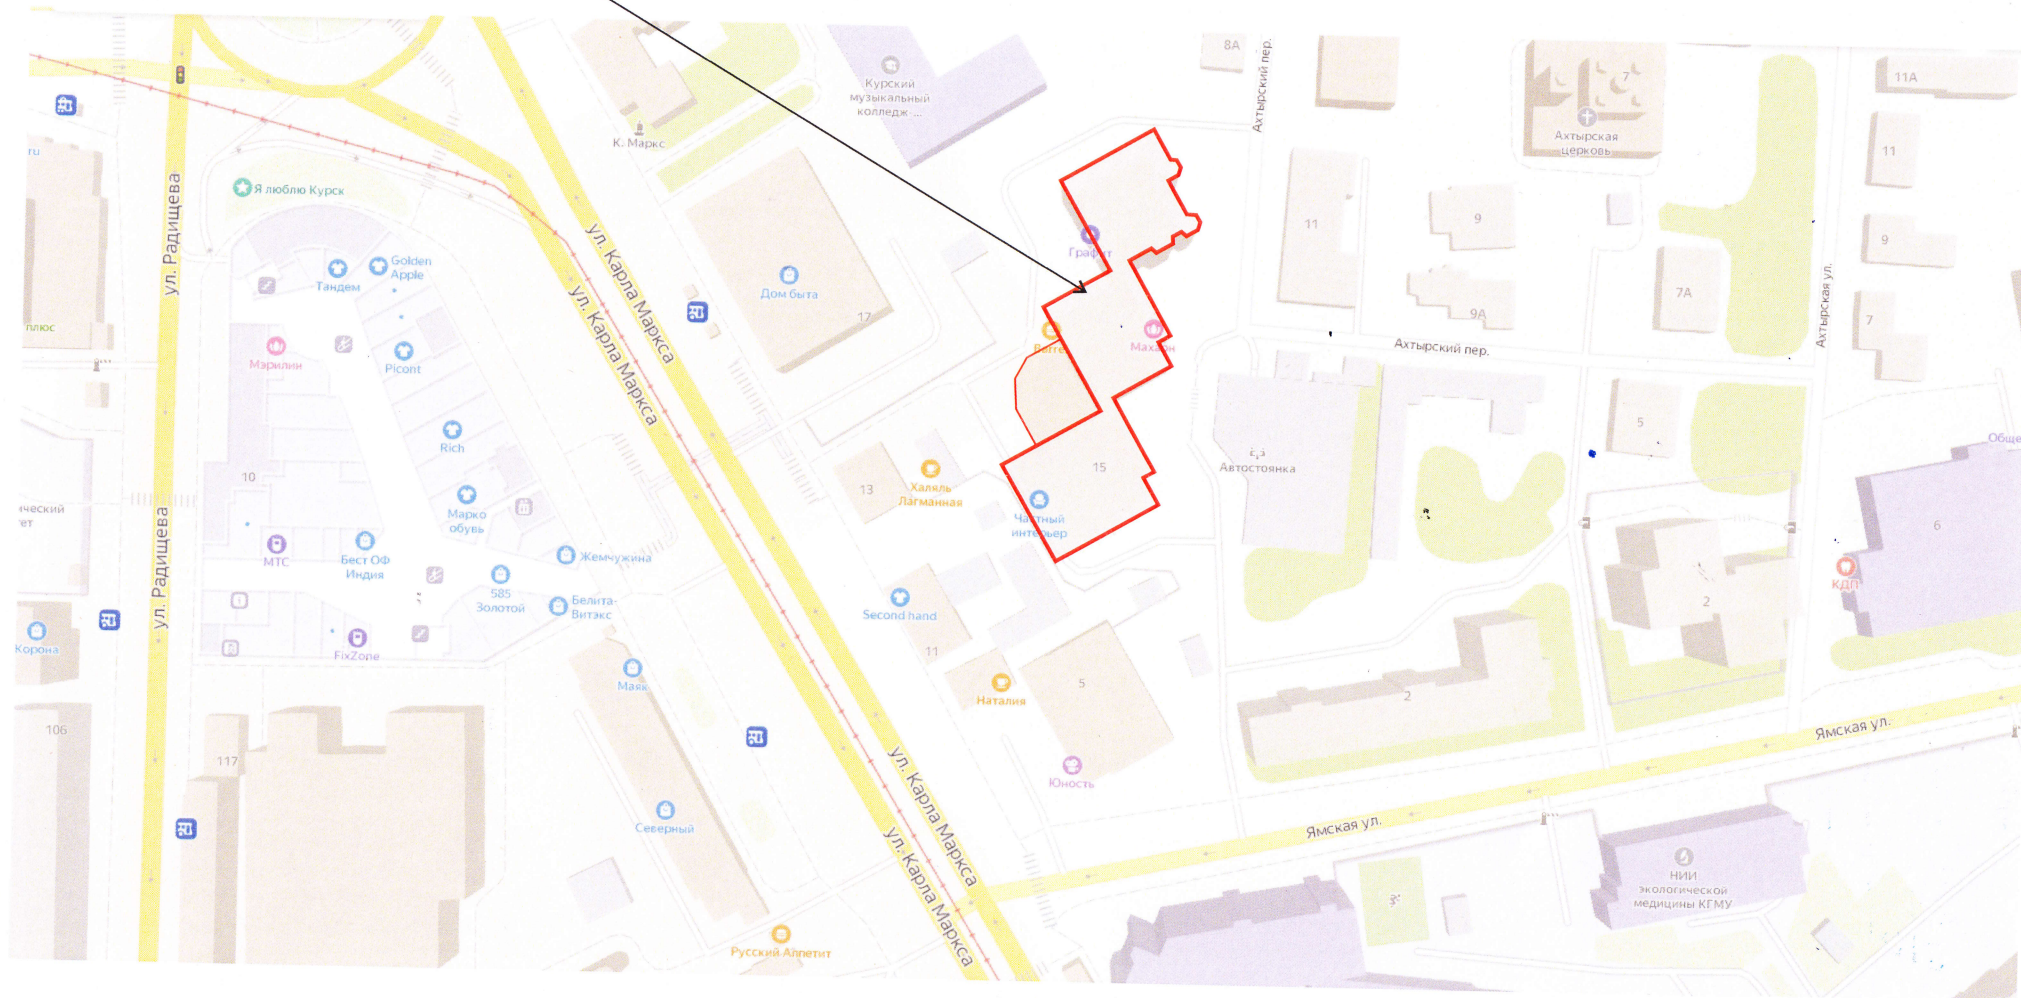 8А
Ахтырский пер.
7
11А
Курский
музыкальный
колледж ...
К. Маркс
Ахтырская
церковь
11
ru
Я люблю Курск
ул. Радищева
ул. Карла Маркса
ул. Карла Маркса
Golden
Apple
Тандем
Дом быта
17
Графит
11
9
9
7А
9А
7
Ахтырская ул.
плюс
Мэрилин
Picont
Махаон
Ахтырский пер.
Rich
10
13
Халяль
Лагманная
15
Автостоянка
5
Обще
Марко
обувь
Частный
интерьер
6
МТС
Бест ОФ
Индия
Жемчужина
585
Золотой
Белита-
Витэкс
ул. Радищева
Second hand
11
2
КДП
Корона
FixZone
Маяк
Наталия
5
2
106
117
Юность
Ямская ул.
Северный
ул. Карла Маркса
ул. Карла Маркса
Ямская ул.
НИИ
экологической
медицины КГМУ
Русский Аппетит